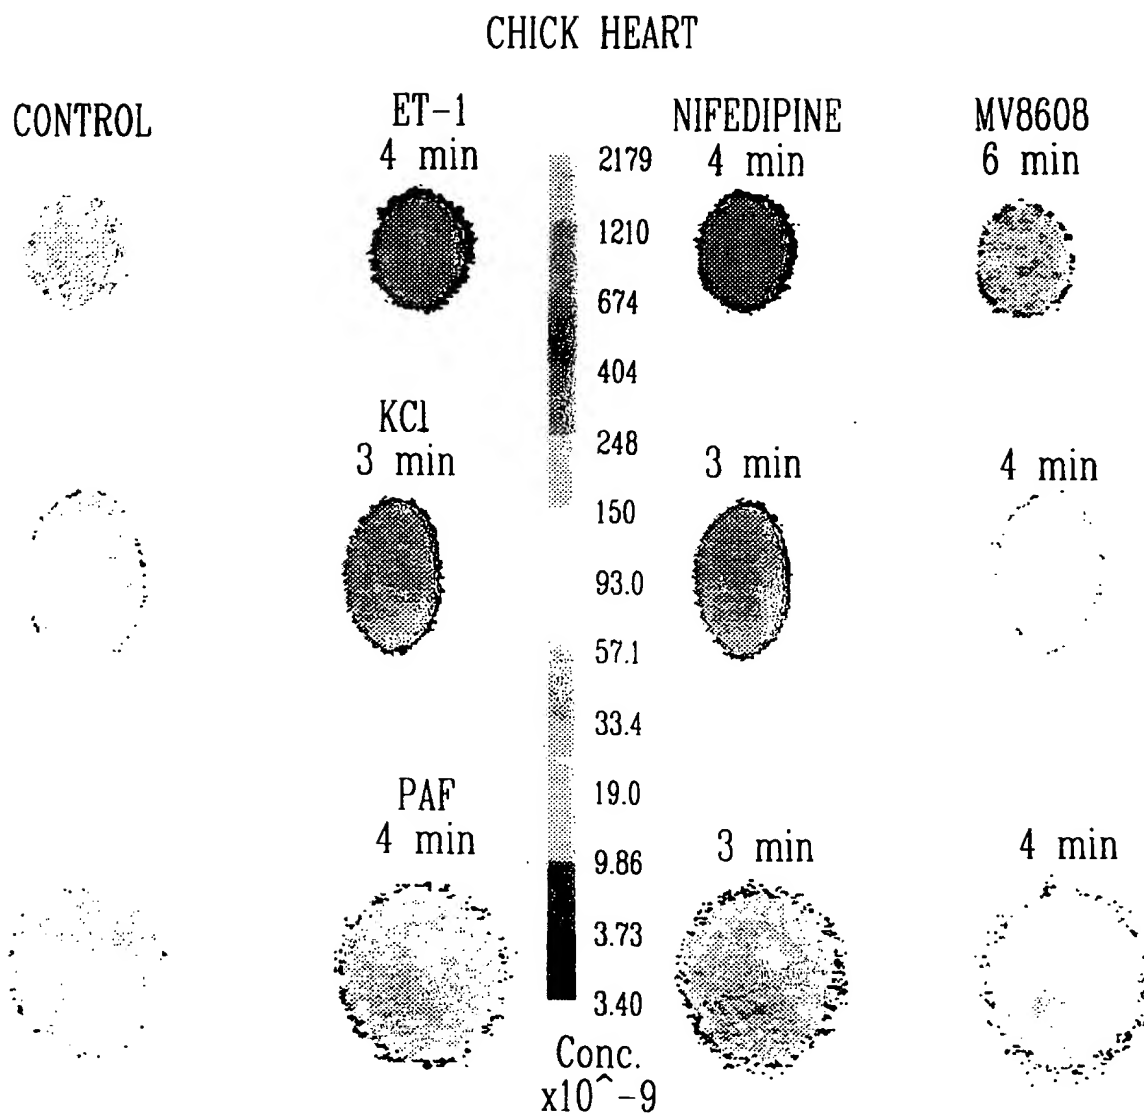 CHICK HEART
CONTROL
ET-1
4 min
NIFEDIPINE
4 min
MV8608
6 min
KCl
3 min
3 min
4 min
PAF
4 min
3 min
4 min
2179
1210
674
404
248
150
93.0
57.1
33.4
19.0
9.86
3.73
3.40
Conc.
x10^-9